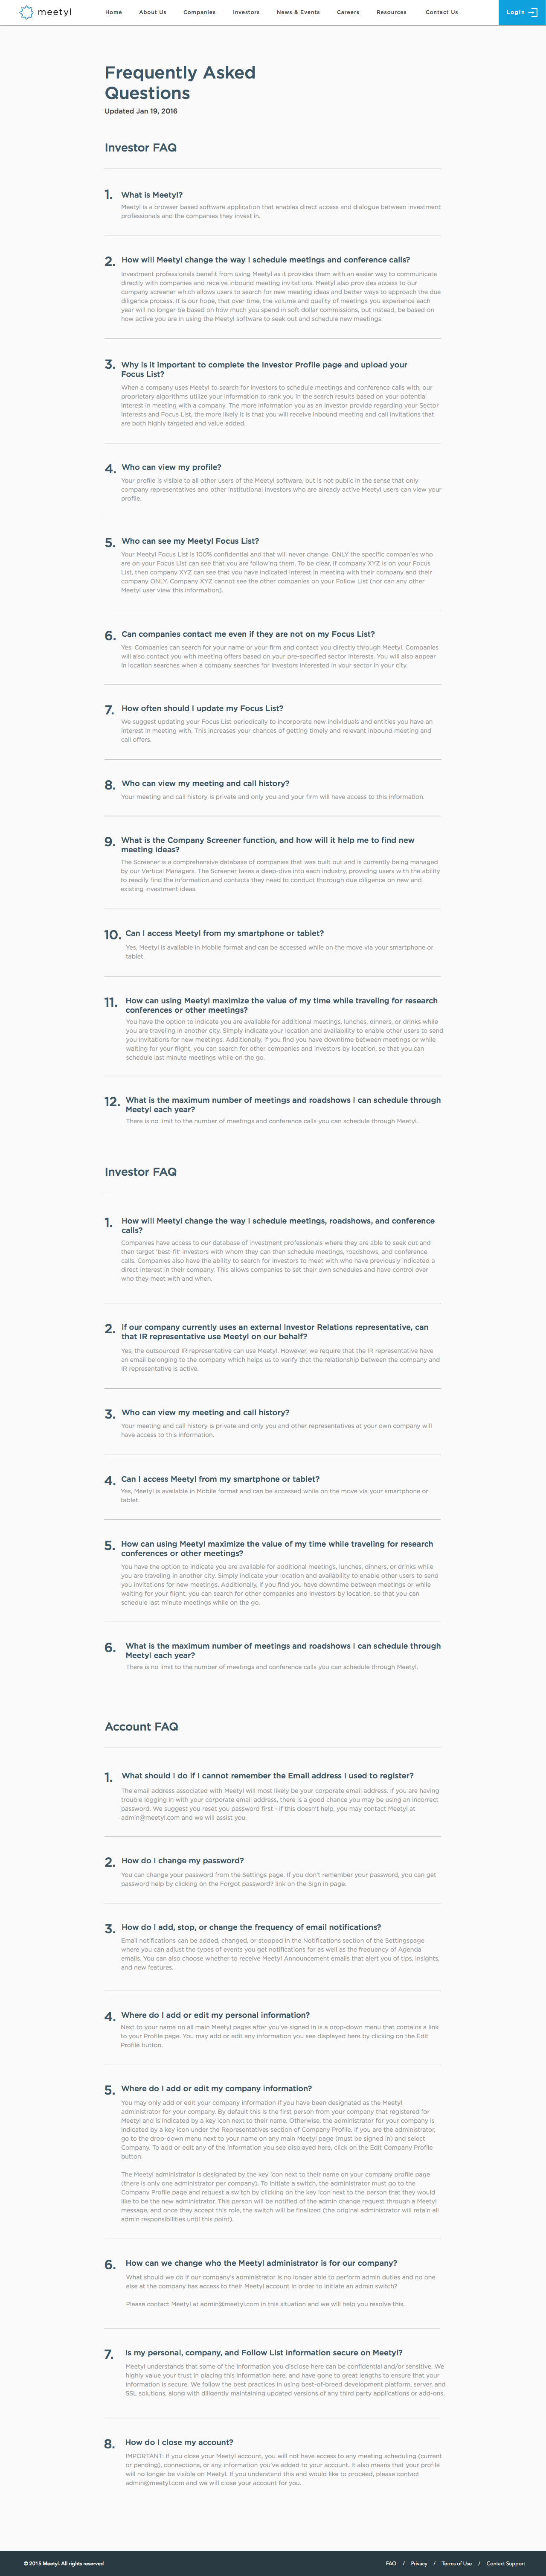 meetyl
Home
About Us
Companies
Investors
News & Events
Careers
Resources
Contact Us
Login
Frequently Asked
Questions
Updated Jan 19, 2016
Investor FAQ
1. What is Meetyl?
Meetyl is a browser based software application that enables direct access and dialogue between investment
professionals and the companies they invest in.
2. How will Meetyl change the way I schedule meetings and conference calls?
Investment professionals benefit from using Meetyl as it provides them with an easier way to communicate
directly with companies and receive inbound meeting invitations. Meetyl also provides access to our
company screener which allows users to search for new meeting ideas and better ways to approach the due
diligence process. It is our hope, that over time, the volume and quality of meetings you experience each
year will no longer be based on how much you spend in soft dollar commissions, but instead, be based on
how active you are in using the Meetyl software to seek out and schedule new meetings.
3. Why is it important to complete the Investor Profile page and upload your
Focus List?
When a company uses Meetyl to search for investors to schedule meetings and conference calls with, our
proprietary algorithms utilize your information to renk you in the search results based on your potential
interest in meeting with a company. The more information you as an investor provide regarding your Sector
interests and Focus List, the more likely it is that you will receive inbound meeting and call invitations that
are both highly targeted and value added.
4. Who can view my profile?
Your profile is visible to all other users of the Meetyl software, but is not public in the sense that only
company representatives and other institutional investors who are already active Meetyl users can view your
profile.
5. Who can see my Meetyl Focus List?
Your Meetyl Focus List is 100% confidential and that will never change. ONLY the specific companies who
are on your Focus List can see that you are following them. To be clear, if company XYZ is on your Focus
List, then company XYZ can see that you have indicated interest in meeting with their company and their
company ONLY. Company XYZ cannot see the other companies on your Follow List (nor can any other
Meetyl user view this information).
6. Can companies contact me even if they are not on my Focus List?
Yes. Companies can search for your name or your firm and contact you directly through Meetyl. Companies
will also contact you with meeting offers based on your pre-specified sector interests. You will also appear
in location searches when a company searches for investors interested in your sector in your city.
7. How often should I update my Focus List?
We suggest updating your Focus List periodically to incorporate new individuals and entities you have an
interest in meeting with. This increases your chances of getting timely and relevant inbound meeting and
call offers.
8. Who can view my meeting and call history?
Your meeting and call history is private and only you and your firm will have access to this information.
9. What is the Company Screener function, and how will it help me to find new
meeting ideas?
The Screener is a comprehensive database of companies that was built out and is currently being managed
by our Vertical Managers. The Screener takes a deep-dive into each industry, providing users with the ability
to readily find the information and contacts they need to conduct thorough due diligence on new and
existing investment ideas.
10. Can I access Meetyl from my smartphone or tablet?
Yes, Meetyl is available in Mobile format and can be accessed while on the move via your smartphone or
tablet.
11. How can using Meetyl maximize the value of my time while traveling for research
conferences or other meetings?
You have the option to indicate you are available for additional meetings, lunches, dinners, or drinks while
you are traveling in another city. Simply indicate your location and availability to enable other users to send
you invitations for new meetings. Additionally, if you find you have downtime between meetings or while
waiting for your flight, you can search for other companies and investors by location, so that you can
schedule last minute meetings while on the go.
12. What is the maximum number of meetings and roadshows I can schedule through
Meetyl each year?
There is no limit to the number of meetings and conference calls you can schedule through Meetyl.
Investor FAQ
1. How will Meetyl change the way I schedule meetings, roadshows, and conference
calls?
Companies have access to our database of investment professionals where they are able to seek out and
then target 'best-fit' investors with whom they can then schedule meetings, roadshows, and conference
calls. Companies also have the ability to search for investors to meet with who have previously indicated a
direct interest in their company. This allows companies to set their own schedules and have control over
who they meet with and when.
2. If our company currently uses an external Investor Relations representative, can
that IR representative use Meetyl on our behalf?
Yes, the outsourced IR representative can use Meetyl. However, we require that the IR representative have
an email belonging to the company which helps us to verify that the relationship between the company and
IR representative is active.
3. Who can view my meeting and call history?
Your meeting and call history is private and only you and other representatives at your own company will
have access to this information.
4. Can I access Meetyl from my smartphone or tablet?
Yes, Meetyl is available in Mobile format and can be accessed while on the move via your smartphone or
tablet.
5. How can using Meetyl maximize the value of my time while traveling for research
conferences or other meetings?
You have the option to indicate you are available for additional meetings, lunches, dinners, or drinks while
you are traveling in another city. Simply indicate your location and availability to enable other users to send
you invitations for new meetings. Additionally, if you find you have downtime between meetings or while
waiting for your flight, you can search for other companies and investors by location, so that you can
schedule last minute meetings while on the go.
6. What is the maximum number of meetings and roadshows I can schedule through
Meetyl each year?
There is no limit to the number of meetings and conference calls you can schedule through Meetyl.
Account FAQ
1. What should I do if I cannot remember the Email address I used to register?
The email address associated with Meetyl will most likely be your corporate email address. If you are having
trouble logging in with your corporate email address, there is a good chance you may be using an incorrect
password. We suggest you reset you password first - if this doesn't help, you may contact Meetyl at
admin@meetyl.com and we will assist you.
2. How do I change my password?
You can change your password from the Settings page. If you don't remember your password, you can get
password help by clicking on the Forgot password? link on the Sign in page.
3. How do I add, stop, or change the frequency of email notifications?
Email notifications can be added, changed, or stopped in the Notifications section of the Settingspage
where you can adjust the types of events you get notifications for as well as the frequency of Agenda
emails. You can also choose whether to receive Meetyl Announcement emails that alert you of tips, insights,
and new features.
4. Where do I add or edit my personal information?
Next to your name on all main Meetyl pages after you've signed in is a drop-down menu that contains a link
to your Profile page. You may add or edit any information you see displayed here by clicking on the Edit
Profile button.
5. Where do I add or edit my company information?
You may only add or edit your company information if you have been designated as the Meetyl
administrator for your company. By default this is the first person from your company that registered for
Meetyl and is indicated by a key icon next to their name. Otherwise, the administrator for your company is
indicated by a key icon under the Representatives section of Company Profile. If you are the administrator,
go to the drop-down menu next to your name on any main Meetyl page (must be signed in) and select
Company. To add or edit any of the information you see displayed here, click on the Edit Company Profile
button.
The Meetyl administrator is designated by the key icon next to their name on your company profile page
(there is only one administrator per company). To initiate a switch, the administrator must go to the
Company Profile page and request a switch by clicking on the key icon next to the person that they would
like to be the new administrator. This person will be notified of the admin change request through a Meetyl
message, and once they accept this role, the switch will be finalized (the original administrator will retain all
admin responsibilities until this point).
6. How can we change who the Meetyl administrator is for our company?
What should we do if our company's administrator is no longer able to perform admin duties and no one
else at the company has access to their Meetyl account in order to initiate an admin switch?
Please contact Meetyl at admin@meetyl.com in this situation and we will help you resolve this.
7. Is my personal, company, and Follow List information secure on Meetyl?
Meetyl understands that some of the information you disclose here can be confidential and/or sensitive. We
highly value your trust in placing this information here, and have gone to great lengths to ensure that your
information is secure. We follow the best practices in using best-of-breed development platform, server, and
SSL solutions, along with diligently maintaining updated versions of any third party applications or add-ons.
8. How do I close my account?
IMPORTANT: If you close your Meetyl account, you will not have access to any meeting scheduling (current
or pending), connections, or any information you've added to your account. It also means that your profile
will no longer be visible on Meetyl. If you understand this and would like to proceed, please contact
admin@meetyl.com and we will close your account for you.
© 2015 Meetyl. All rights reserved
FAQ / Privacy / Terms of Use / Contact Support